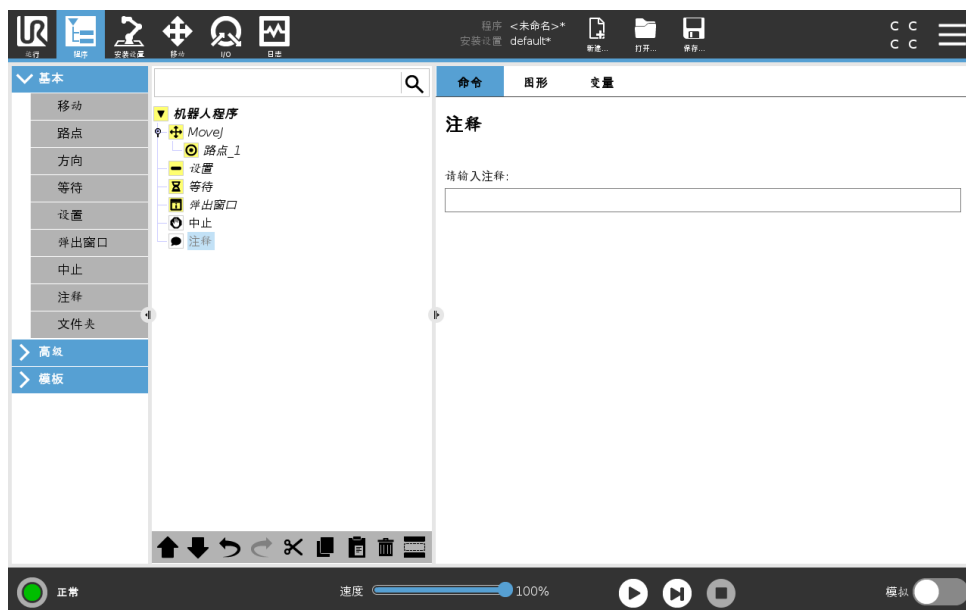 UR
运行
程序
安装设置
移动
I/O
日志
程序 <未命名>*
安装设置 default*
新建...
打开...
保存...
C C
C C
基本
移动
路点
方向
等待
设置
弹出窗口
中止
注释
文件夹
高级
模板
机器人程序
MoveJ
路点_1
设置
等待
弹出窗口
中止
注释
命令
图形
变量
注释
请输入注释:
正常
速度
100%
模拟